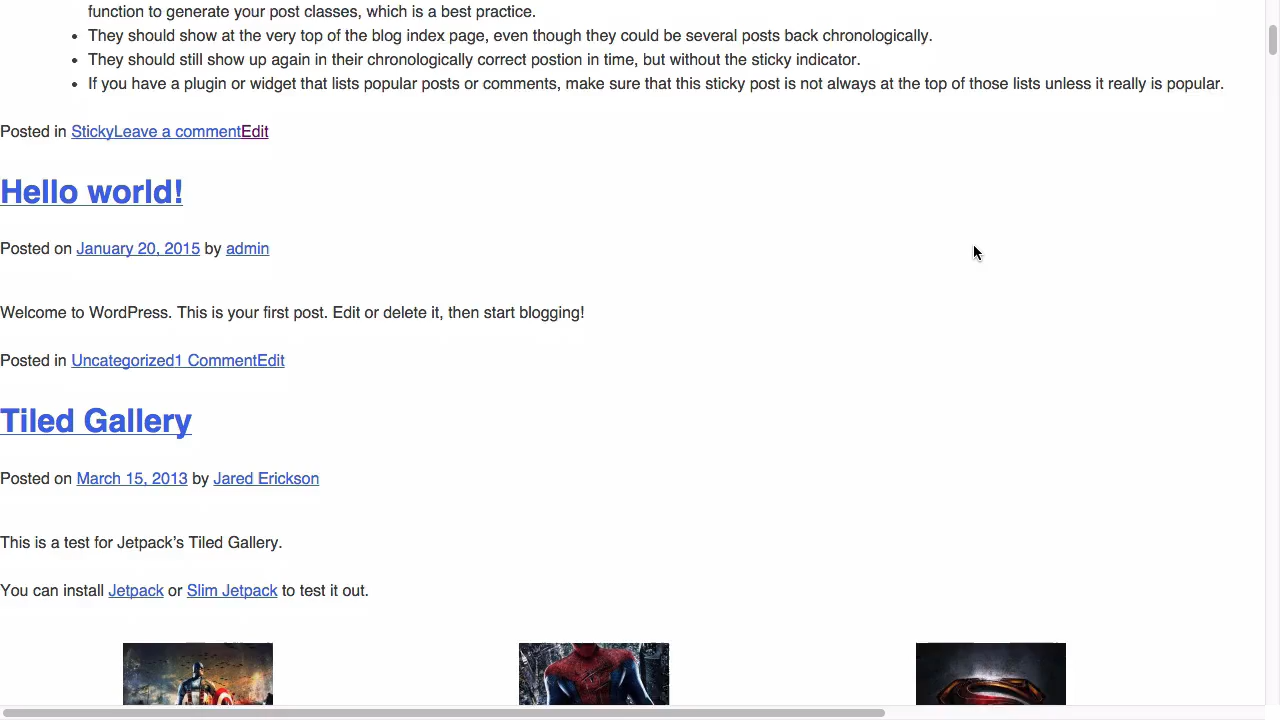 function to generate your post classes, which is a best practice.
• They should show at the very top of the blog index page, even though they could be several posts back chronologically.
• They should still show up again in their chronologically correct postion in time, but without the sticky indicator.
• If you have a plugin or widget that lists popular posts or comments, make sure that this sticky post is not always at the top of those lists unless it really is popular.
Posted in StickyLeave a commentEdit
Hello world!
Posted on January 20, 2015 by admin
Welcome to WordPress. This is your first post. Edit or delete it, then start blogging!
Posted in Uncategorized1 CommentEdit
Tiled Gallery
Posted on March 15, 2013 by Jared Erickson
This is a test for Jetpack’s Tiled Gallery.
You can install Jetpack or Slim Jetpack to test it out.